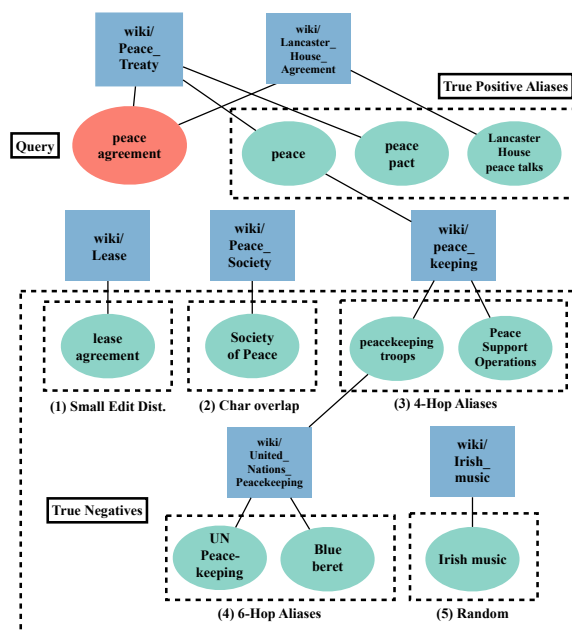 wiki/
Peace_
Treaty
wiki/
Lancaster_
House_
Agreement
True Positive Aliases
Query
peace
agreement
peace
peace
pact
Lancaster
House
peace talks
wiki/
Lease
wiki/
Peace_
Society
wiki/
peace_
keeping
lease
agreement
Society
of Peace
peacekeeping
troops
Peace
Support
Operations
(1) Small Edit Dist.
(2) Char overlap
(3) 4-Hop Aliases
wiki/
United_
Nations_
Peacekeeping
wiki/
Irish_
music
True Negatives
UN
Peace-
keeping
Blue
beret
Irish music
(4) 6-Hop Aliases
(5) Random